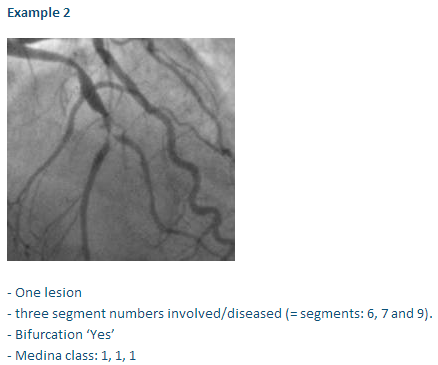 Example 2
- One lesion
- three segment numbers involved/diseased (= segments: 6, 7 and 9).
- Bifurcation ‘Yes’
- Medina class: 1, 1, 1